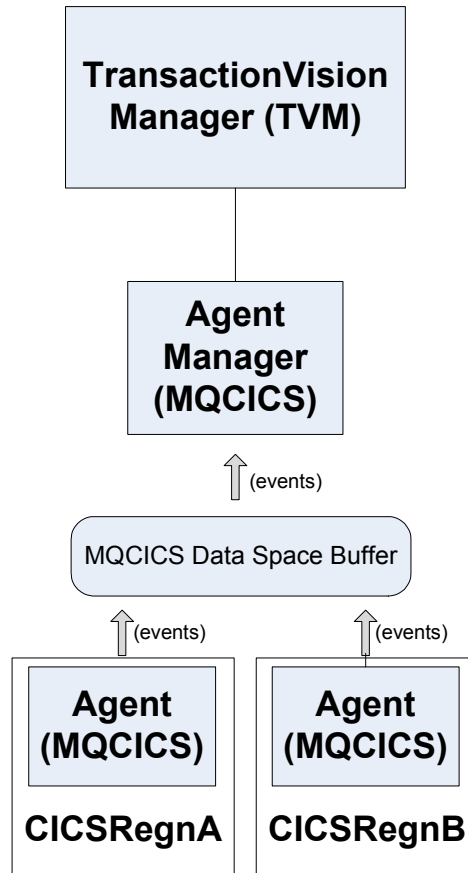 TransactionVision
Manager (TVM)
Agent
Manager
(MQCICS)
(events)
MQCICS Data Space Buffer
(events)
(events)
Agent
(MQCICS)
CICSRegnA
Agent
(MQCICS)
CICSRegnB